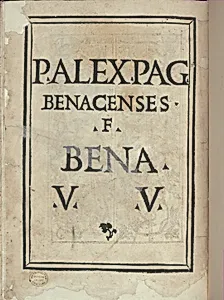 P.ALEX.PAG
BENACENSES.
.F.
BENA
.V. V.